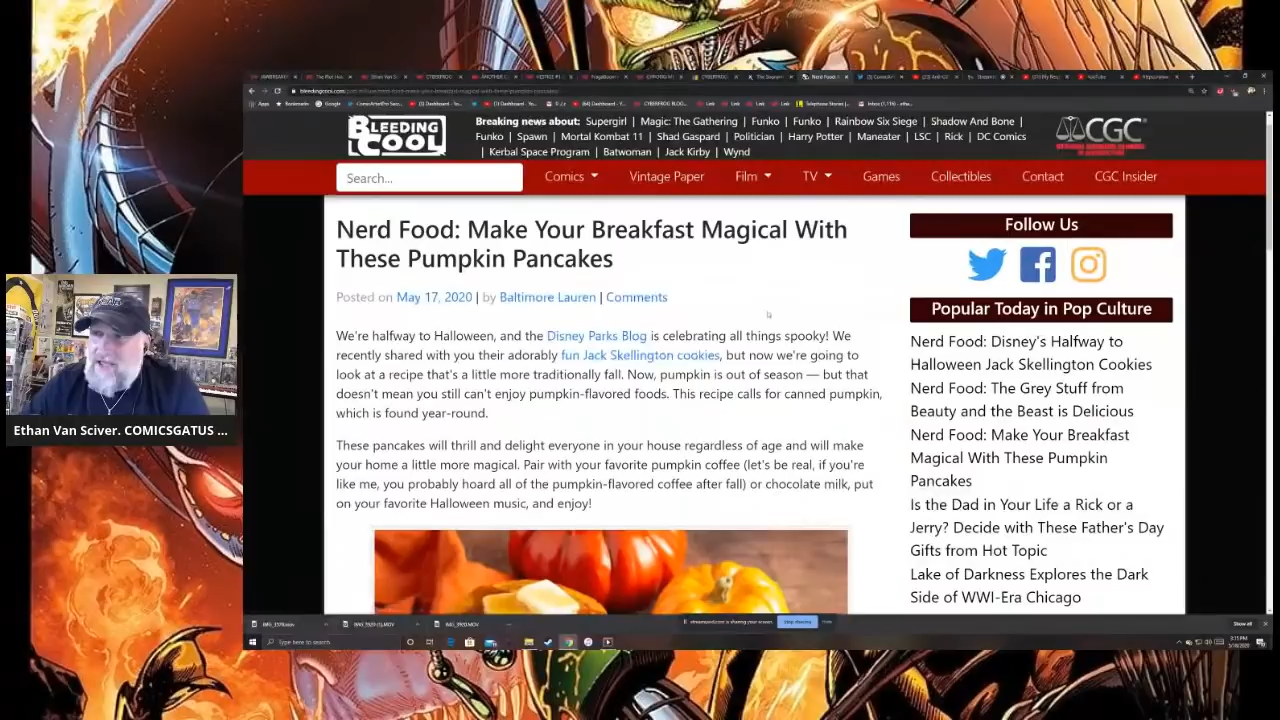 BLEEDING COOL
Breaking news about: Supergirl | Magic: The Gathering | Funko | Funko | Rainbow Six Siege | Shadow And Bone |
Funko | Spawn | Mortal Kombat 11 | Shad Gaspard | Politician | Harry Potter | Maneater | LSC | Rick | DC Comics
| Kerbal Space Program | Batwoman | Jack Kirby | Wynd
CGC
Search...
Comics
Vintage Paper
Film
TV
Games
Collectibles
Contact
CGC Insider
Nerd Food: Make Your Breakfast Magical With
These Pumpkin Pancakes
Posted on May 17, 2020 | by Baltimore Lauren | Comments
We're halfway to Halloween, and the Disney Parks Blog is celebrating all things spooky! We
recently shared with you their adorably fun Jack Skellington cookies, but now we're going to
look at a recipe that's a little more traditionally fall. Now, pumpkin is out of season — but that
doesn't mean you still can't enjoy pumpkin-flavored foods. This recipe calls for canned pumpkin,
which is found year-round.
These pancakes will thrill and delight everyone in your house regardless of age and will make
your home a little more magical. Pair with your favorite pumpkin coffee (let's be real, if you're
like me, you probably hoard all of the pumpkin-flavored coffee after fall) or chocolate milk, put
on your favorite Halloween music, and enjoy!
Follow Us
Popular Today in Pop Culture
Nerd Food: Disney's Halfway to
Halloween Jack Skellington Cookies
Nerd Food: The Grey Stuff from
Beauty and the Beast is Delicious
Nerd Food: Make Your Breakfast
Magical With These Pumpkin
Pancakes
Is the Dad in Your Life a Rick or a
Jerry? Decide with These Father's Day
Gifts from Hot Topic
Lake of Darkness Explores the Dark
Side of WWI-Era Chicago
Ethan Van Sciver. COMICSGATUS ...
Stop sharing
Hide
Show all
Type here to search